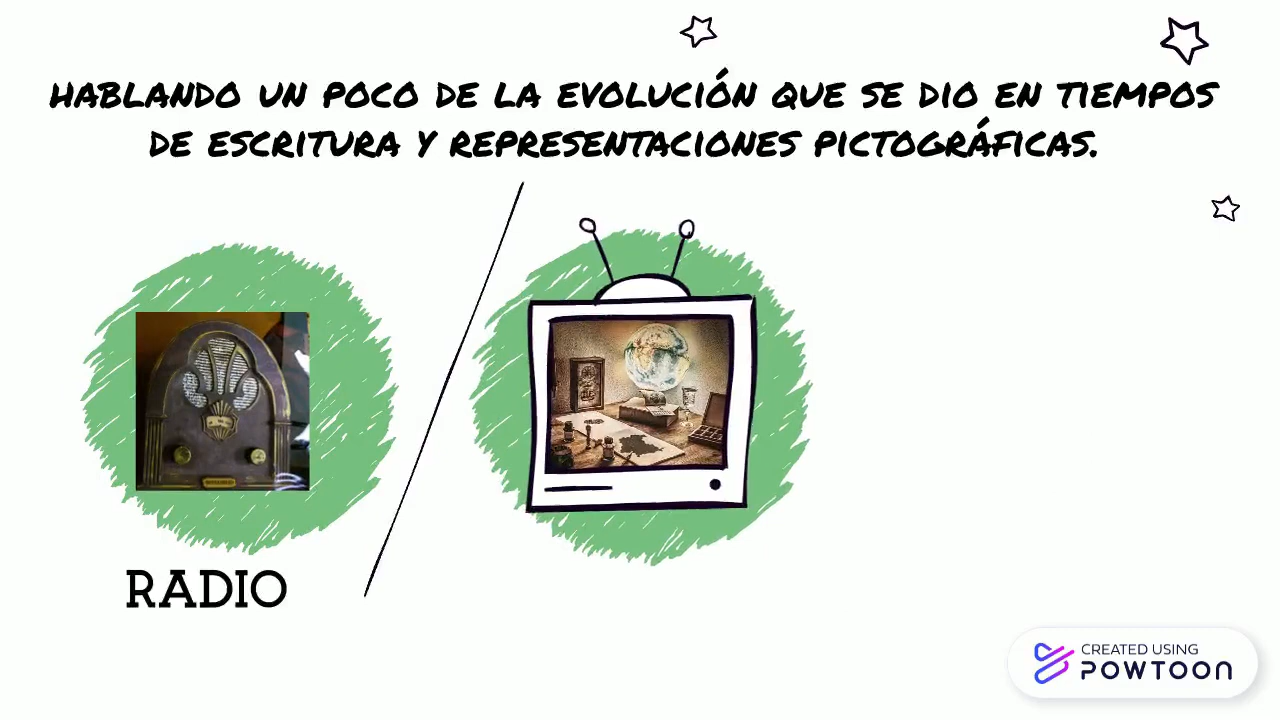 HABLANDO UN POCO DE LA EVOLUCIÓN QUE SE DIO EN TIEMPOS
DE ESCRITURA Y REPRESENTACIONES PICTOGRÁFICAS.
RADIO
CREATED USING
POWTOON